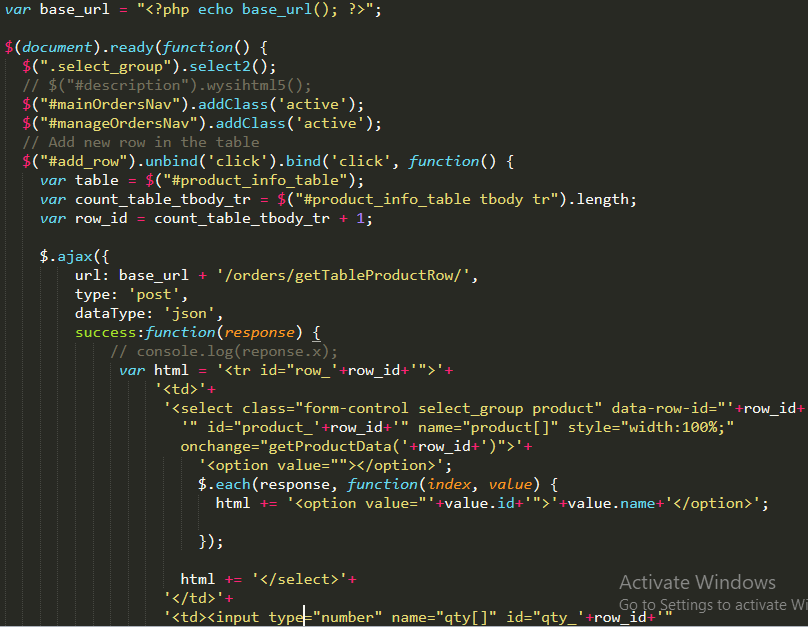 var base_url = "<?php echo base_url(); ?>";
$(document).ready(function() {
$(".select_group").select2();
// $("#description").wysihtml5();
$("#mainOrdersNav").addClass('active');
$("#manageOrdersNav").addClass('active');
// Add new row in the table
$("#add_row").unbind('click').bind('click', function() {
var table = $("#product_info_table");
var count_table_tbody_tr = $("#product_info_table tbody tr").length;
var row_id = count_table_tbody_tr + 1;
$.ajax({
url: base_url + '/orders/getTableProductRow/',
type: 'post',
dataType: 'json',
success:function(response) {
// console.log(reponse.x);
var html = '<tr id="row_'+row_id+'">'+
'<td>'+
'<select class="form-control select_group product" data-row-id="'+row_id+
'" id="product_'+row_id+'" name="product[]" style="width:100%;"
onchange="getProductData('+row_id+')">'+
'<option value=""></option>';
$.each(response, function(index, value) {
html += '<option value="'+value.id+'">'+value.name+'</option>';
});
html += '</select>'+
'</td>'+
'<td><input type="number" name="qty[]" id="qty_'+row_id+'"
Activate Windows
Go to Settings to activate Wi